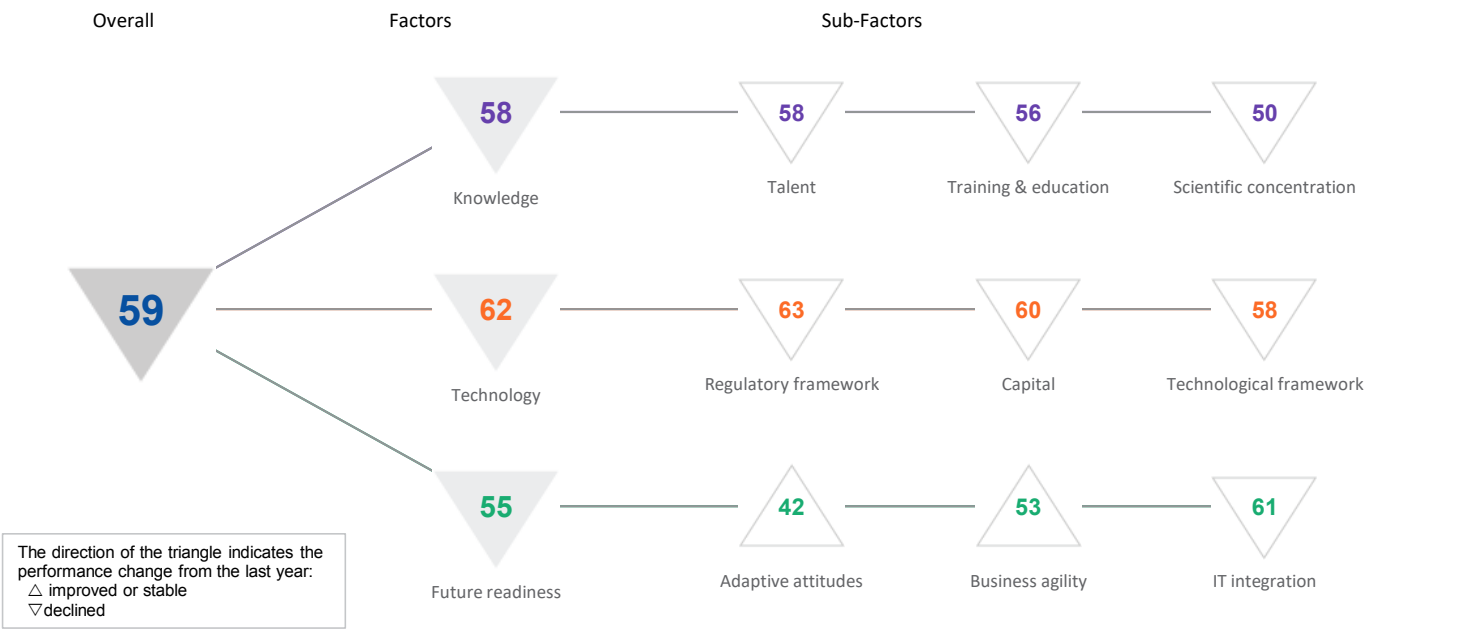 Overall Factors Sub-Factors
58 58 56 50
Knowledge Talent Training & education Scientific concentration
59 62 63 60 58
Technology Regulatory framework Capital Technological framework
55 42 53 61
Future readiness Adaptive attitudes Business agility IT integration
The direction of the triangle indicates the
performance change from the last year:
△ improved or stable
▽ declined